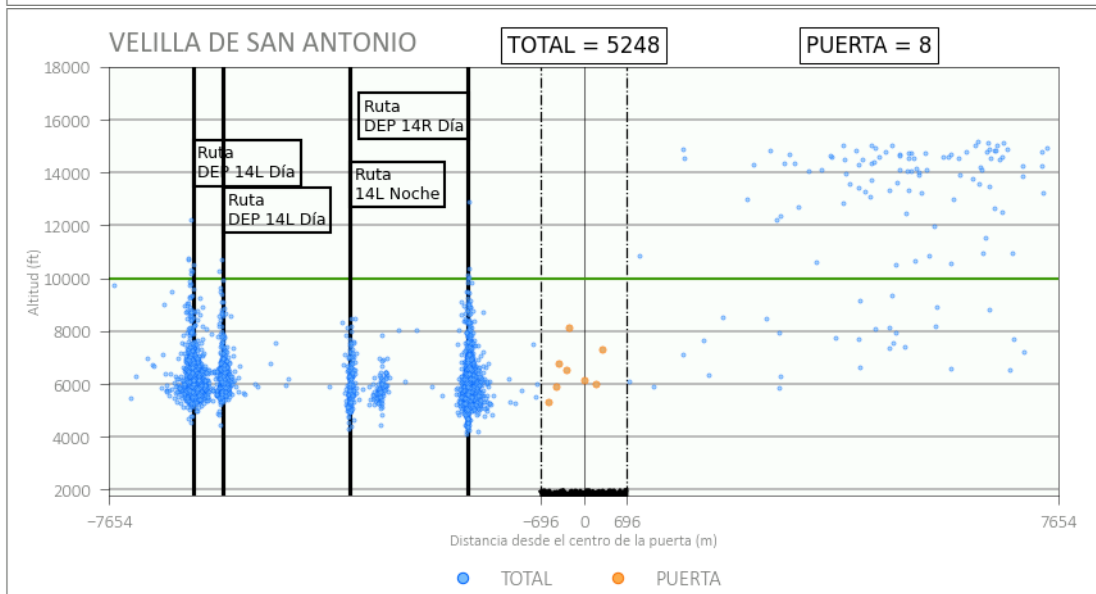 VELILLA DE SAN ANTONIO
TOTAL = 5248
PUERTA = 8
18000
16000
14000
12000
10000
8000
6000
4000
2000
Altitud (ft)
Ruta
DEP 14R Día
Ruta
DEP 14L Día
Ruta
14L Noche
Ruta
DEP 14L Día
−7654
−696
0
696
7654
Distancia desde el centro de la puerta (m)
TOTAL
PUERTA